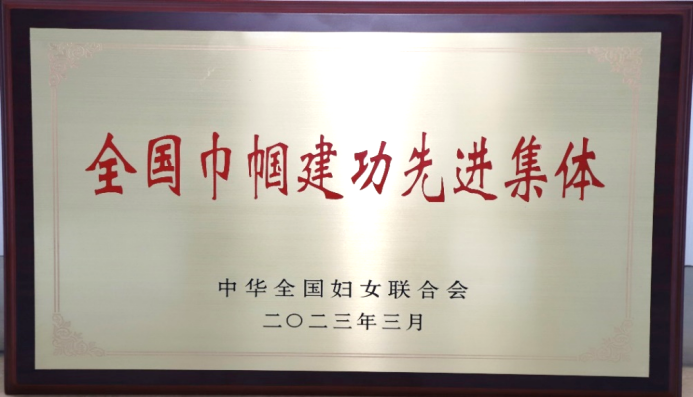 全国巾帼建功先进集体
中华全国妇女联合会
二〇二三年三月